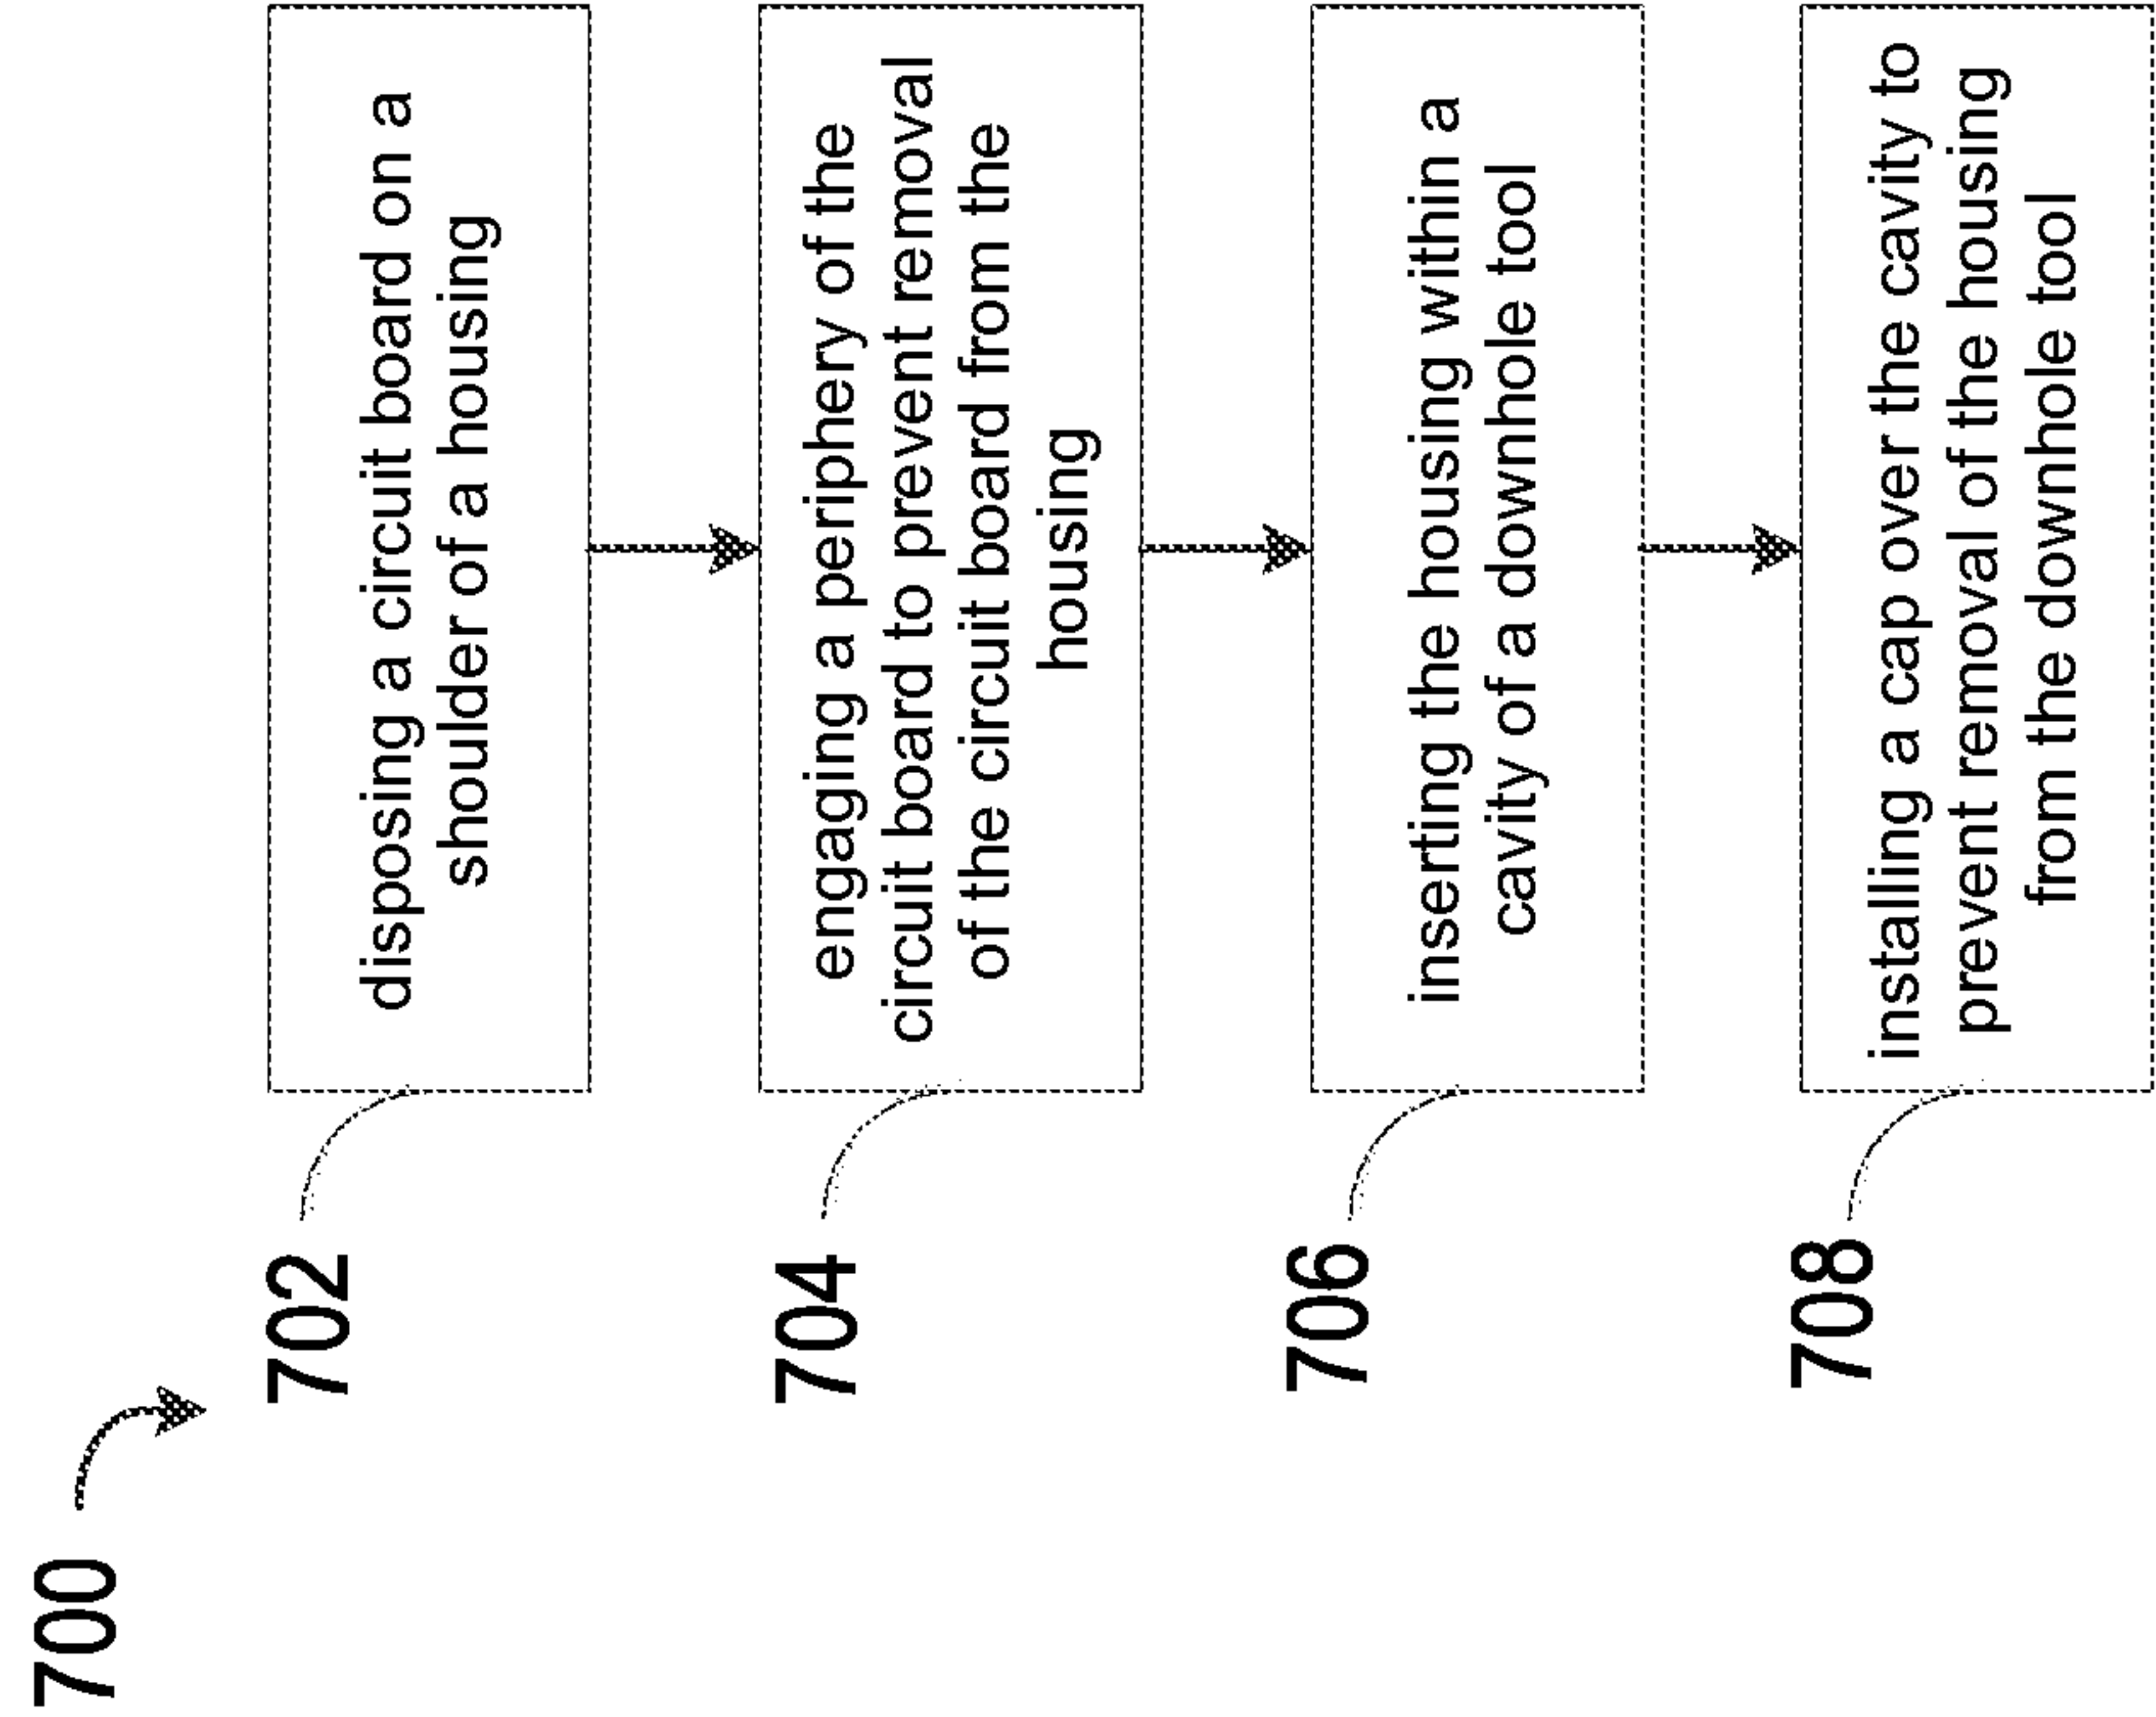 700
702
disposing a circuit board on a
shoulder of a housing
704
engaging a periphery of the
circuit board to prevent removal
of the circuit board from the
housing
706
inserting the housing within a
cavity of a downhole tool
708
installing a cap over the cavity to
prevent removal of the housing
from the downhole tool